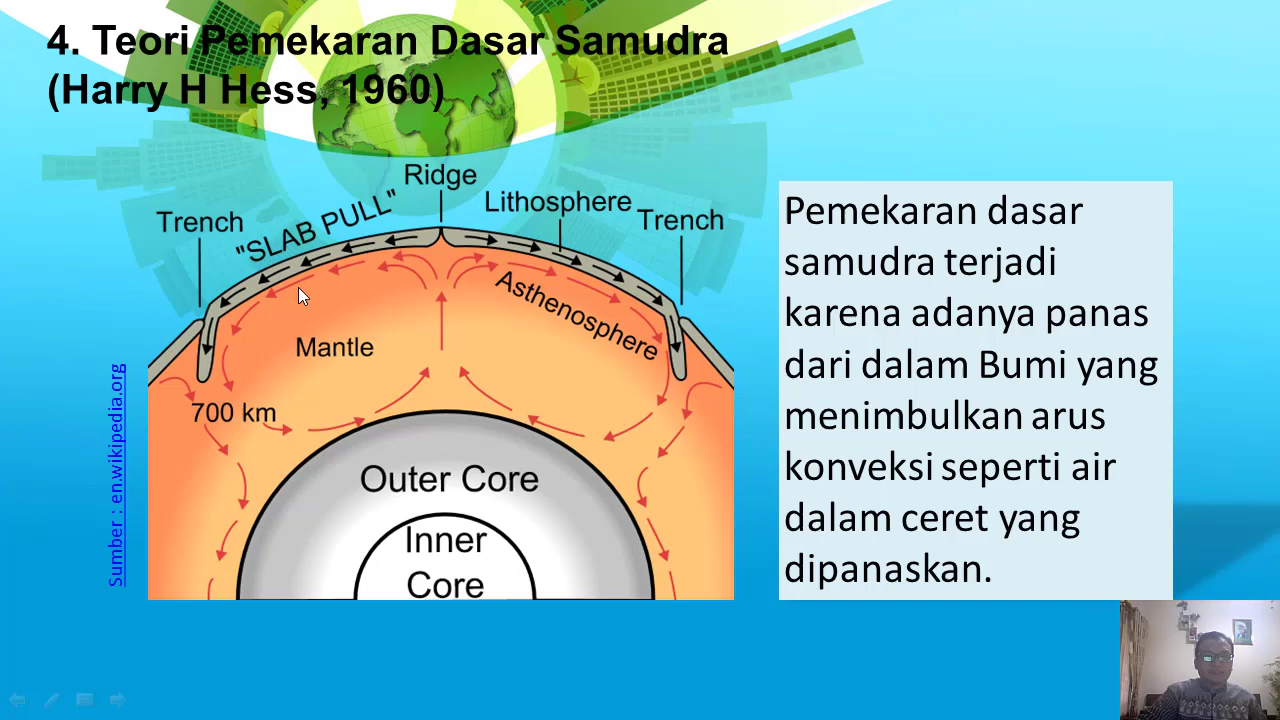 4. Teori Pemekaran Dasar Samudra
(Harry H Hess, 1960)
Ridge
Trench
"SLAB PULL"
Lithosphere
Trench
Asthenosphere
Mantle
700 km
Outer Core
Inner
Core
Sumber : en.wikipedia.org
Pemekaran dasar
samudra terjadi
karena adanya panas
dari dalam Bumi yang
menimbulkan arus
konveksi seperti air
dalam ceret yang
dipanaskan.